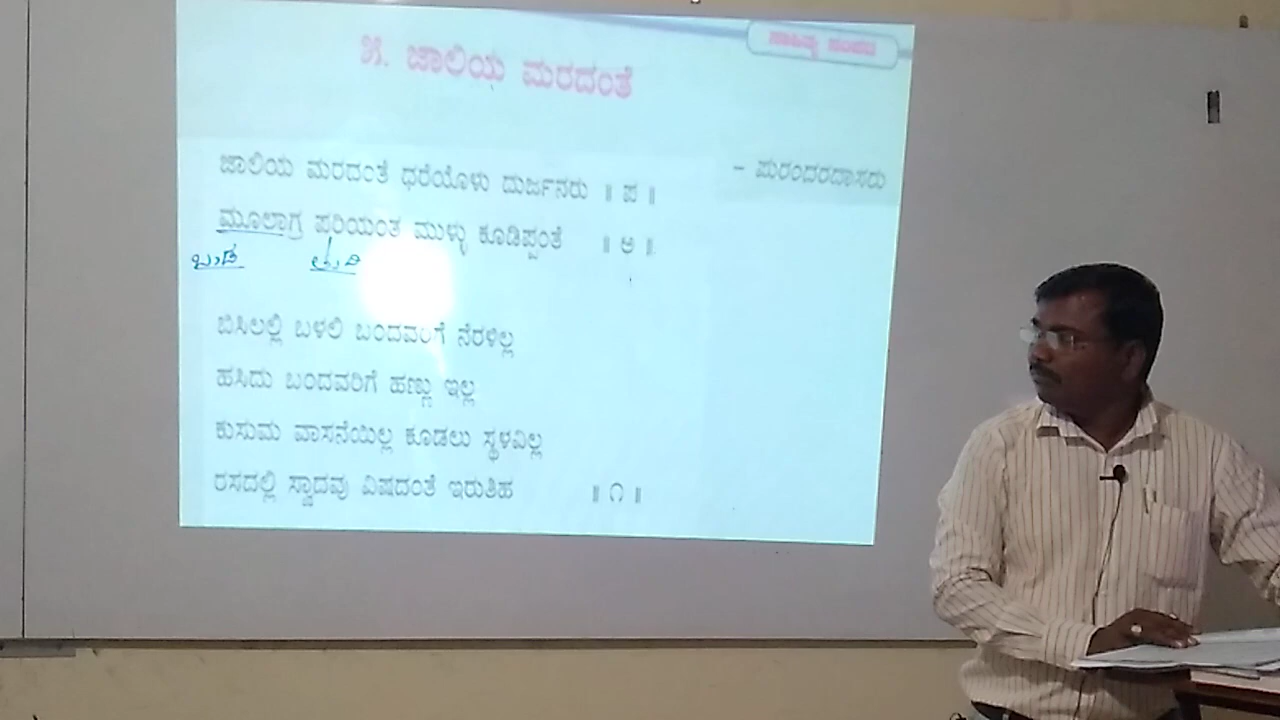 ಸಾಹಿತ್ಯ ಸಂಪದ
೫. ಜಾಲಿಯ ಮರದಂತೆ
– ಪುರಂದರದಾಸರು
ಜಾಲಿಯ ಮರದಂತೆ ಧರೆಯೊಳು ದುರ್ಜನರು ॥ ಪ ॥
ಮೂಲಾಗ್ರ ಪರಿಯಂತ ಮುಳ್ಳು ಕೂಡಿಪ್ಪಂತೆ ॥ ಅ ॥
ಬುಡ ತುದಿ
ಬಿಸಿಲಲ್ಲಿ ಬಳಲಿ ಬಂದವರಿಗೆ ನೆರಳಿಲ್ಲ
ಹಸಿದು ಬಂದವರಿಗೆ ಹಣ್ಣು ಇಲ್ಲ
ಕುಸುಮ ವಾಸನೆಯಿಲ್ಲ ಕೂಡಲು ಸ್ಥಳವಿಲ್ಲ
ರಸದಲ್ಲಿ ಸ್ವಾದವು ವಿಷದಂತೆ ಇರುತಿಹ ॥ ೧ ॥